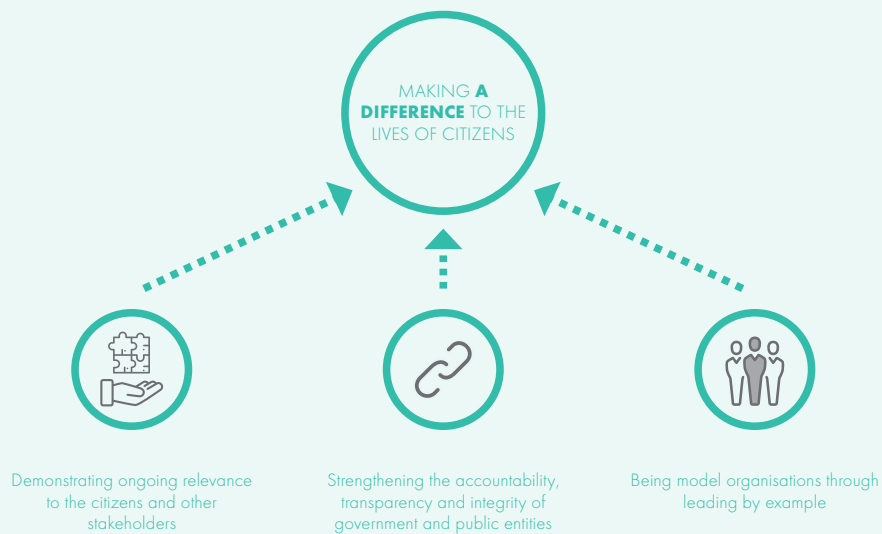 MAKING A
DIFFERENCE TO THE
LIVES OF CITIZENS
Demonstrating ongoing relevance
to the citizens and other
stakeholders
Strengthening the accountability,
transparency and integrity of
government and public entities
Being model organisations through
leading by example